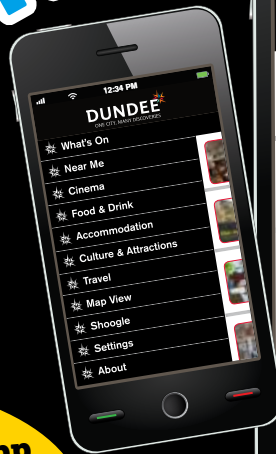 12:34 PM
DUNDEE
ONE CITY, MANY DISCOVERIES
What's On
Near Me
Cinema
Food & Drink
Accommodation
Culture & Attractions
Travel
Map View
Shoogle
Settings
About